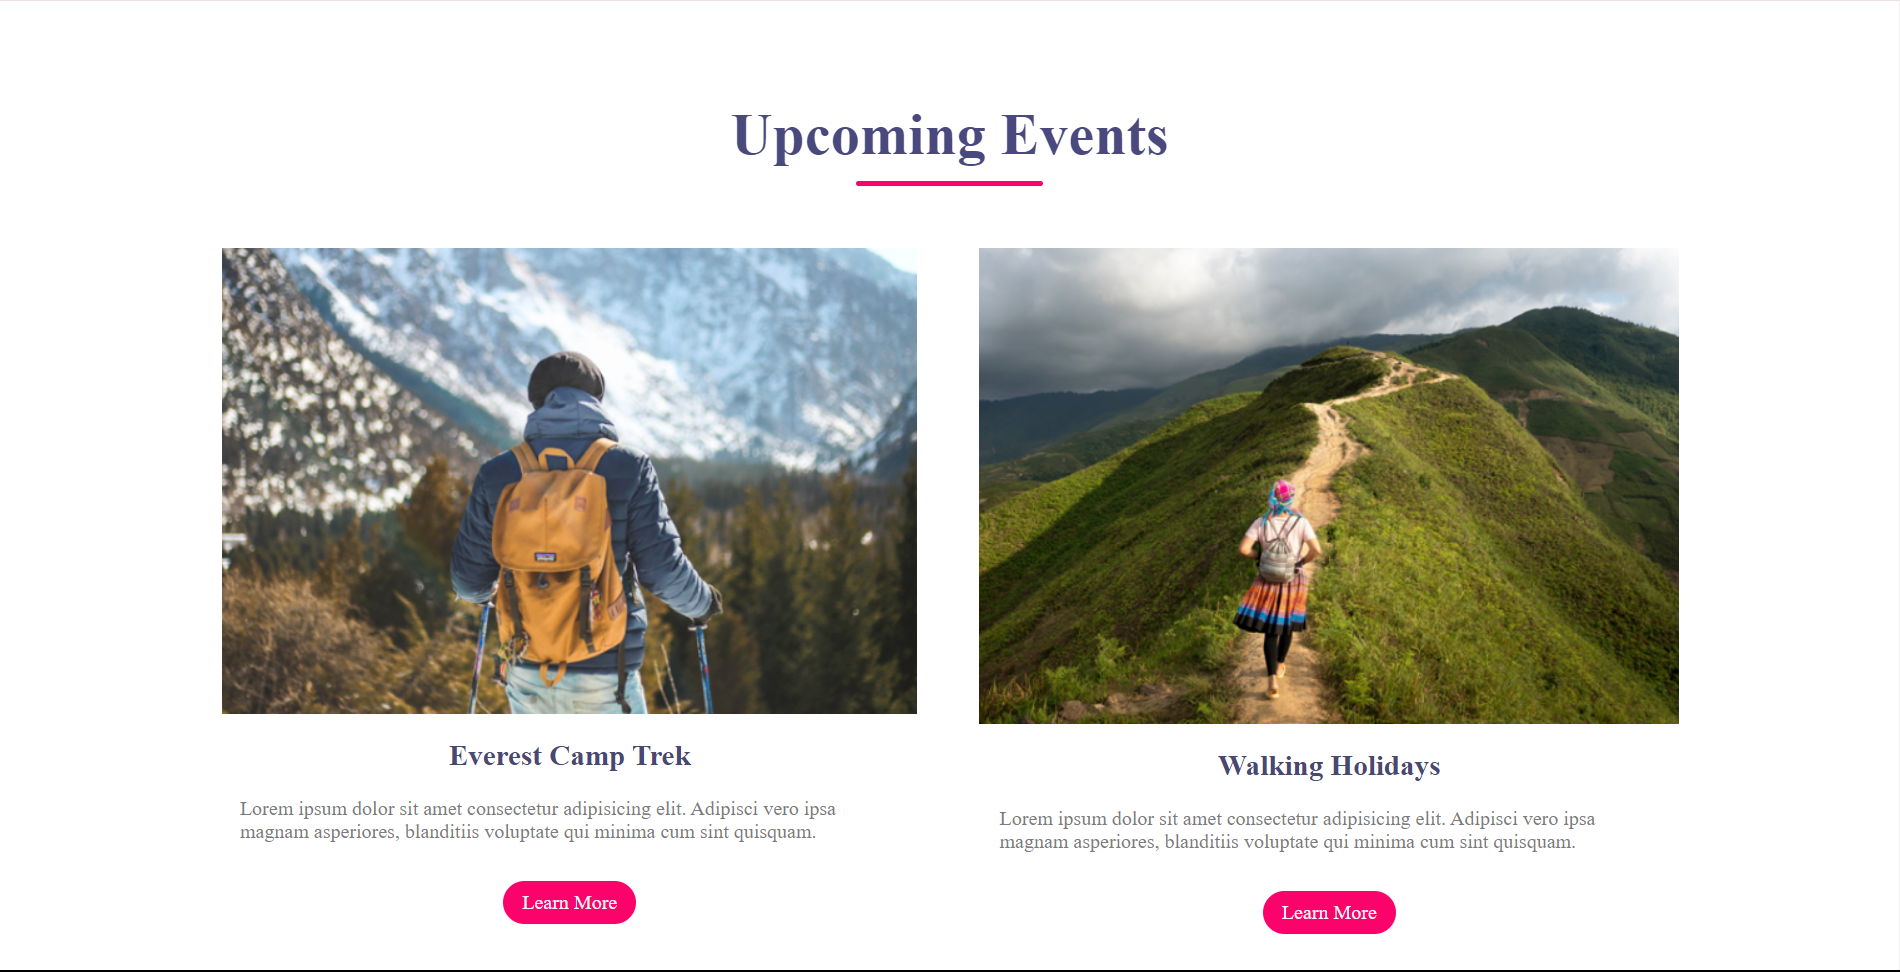 Upcoming Events
Everest Camp Trek
Lorem ipsum dolor sit amet consectetur adipisicing elit. Adipisci vero ipsa
magnam asperiores, blanditiis voluptate qui minima cum sint quisquam.
Learn More
Walking Holidays
Lorem ipsum dolor sit amet consectetur adipisicing elit. Adipisci vero ipsa
magnam asperiores, blanditiis voluptate qui minima cum sint quisquam.
Learn More